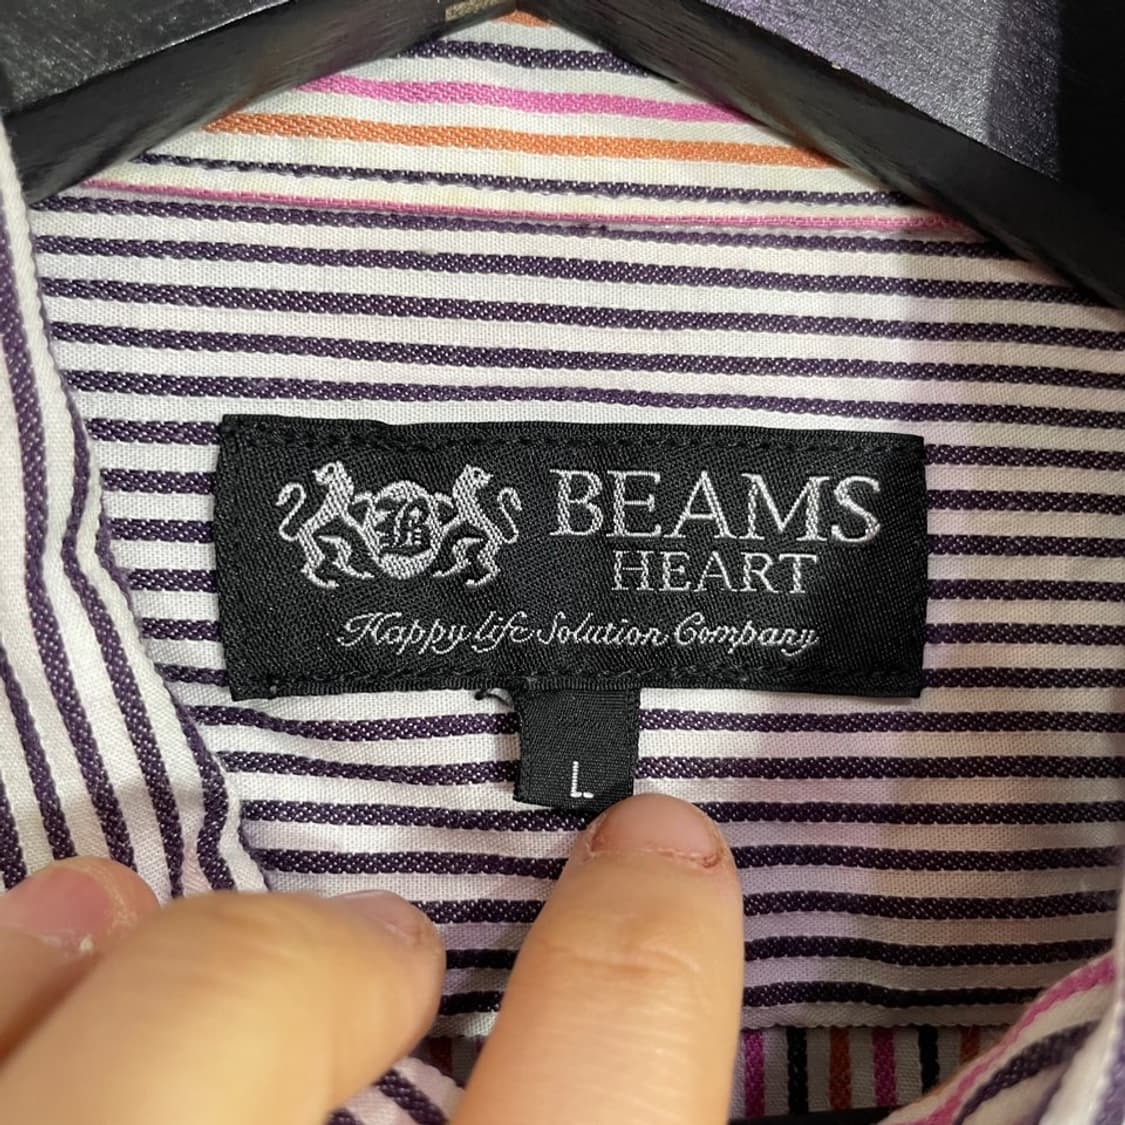 B
BEAMS
HEART
Happy life Solution Company
L